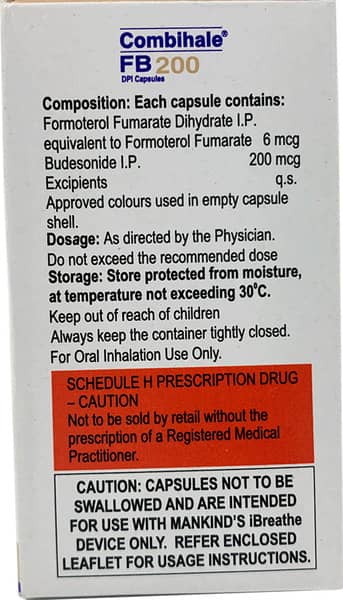 Combihale®
FB 200
DPI Capsules
Composition: Each capsule contains:
Formoterol Fumarate Dihydrate I.P.
equivalent to Formoterol Fumarate 6 mcg
Budesonide I.P. 200 mcg
Excipients q.s.
Approved colours used in empty capsule
shell.
Dosage: As directed by the Physician.
Do not exceed the recommended dose
Storage: Store protected from moisture,
at temperature not exceeding 30°C.
Keep out of reach of children
Always keep the container tightly closed.
For Oral Inhalation Use Only.
SCHEDULE H PRESCRIPTION DRUG
– CAUTION
Not to be sold by retail without the
prescription of a Registered Medical
Practitioner.
CAUTION: CAPSULES NOT TO BE
SWALLOWED AND ARE INTENDED
FOR USE WITH MANKIND'S iBreathe
DEVICE ONLY. REFER ENCLOSED
LEAFLET FOR USAGE INSTRUCTIONS.